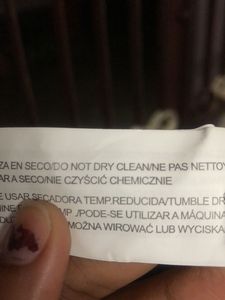 ZA EN SECO/DO NOT DRY CLEAN/NE PAS NETTOY
AR A SECO/NIE CZYŚCIĆ CHEMICZNIE
E USAR SECADORA TEMP.REDUCIDA/TUMBLE DR
./PODE-SE UTILIZAR A MÁQUINA
MOŻNA WIROWAĆ LUB WYCISKA